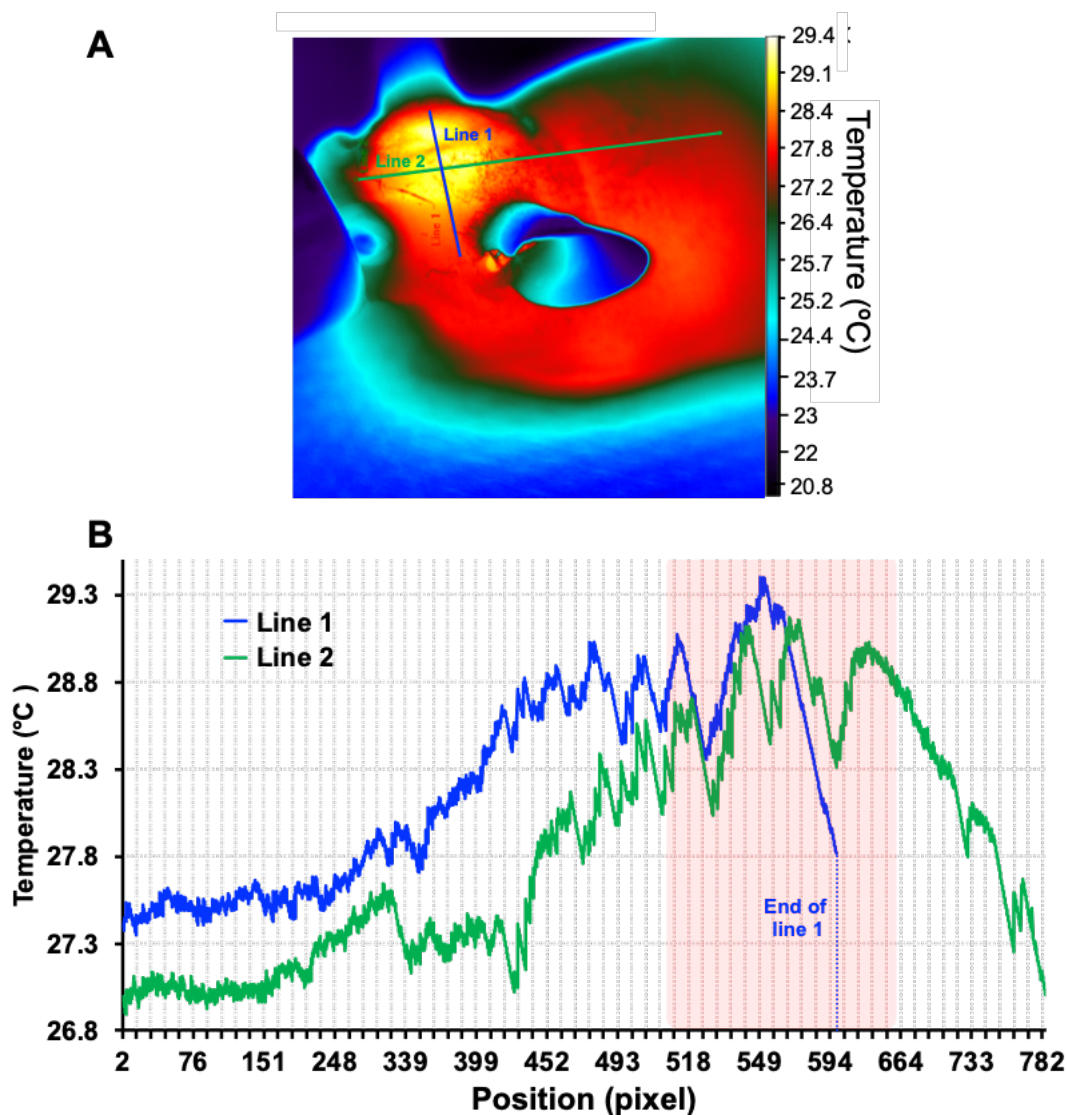 A
29.4
29.1
28.4
27.8
27.2
26.4
25.7
25.2
24.4
23.7
23
22
20.8
Temperature (ºC)
Line 1
Line 2
Line 1
B
29.3
28.8
28.3
27.8
27.3
26.8
Temperature (°C )
Line 1
Line 2
End of
line 1
2 76 151 248 339 399 452 493 518 549 594 664 733 782
Position (pixel)